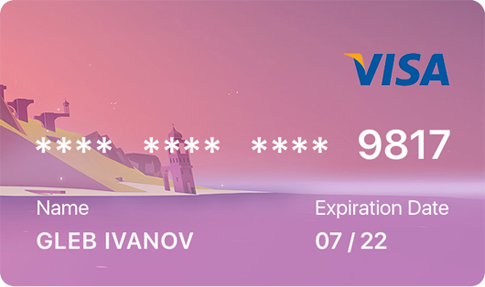 VISA
**** **** **** 9817
Name Expiration Date
GLEB IVANOV 07 / 22